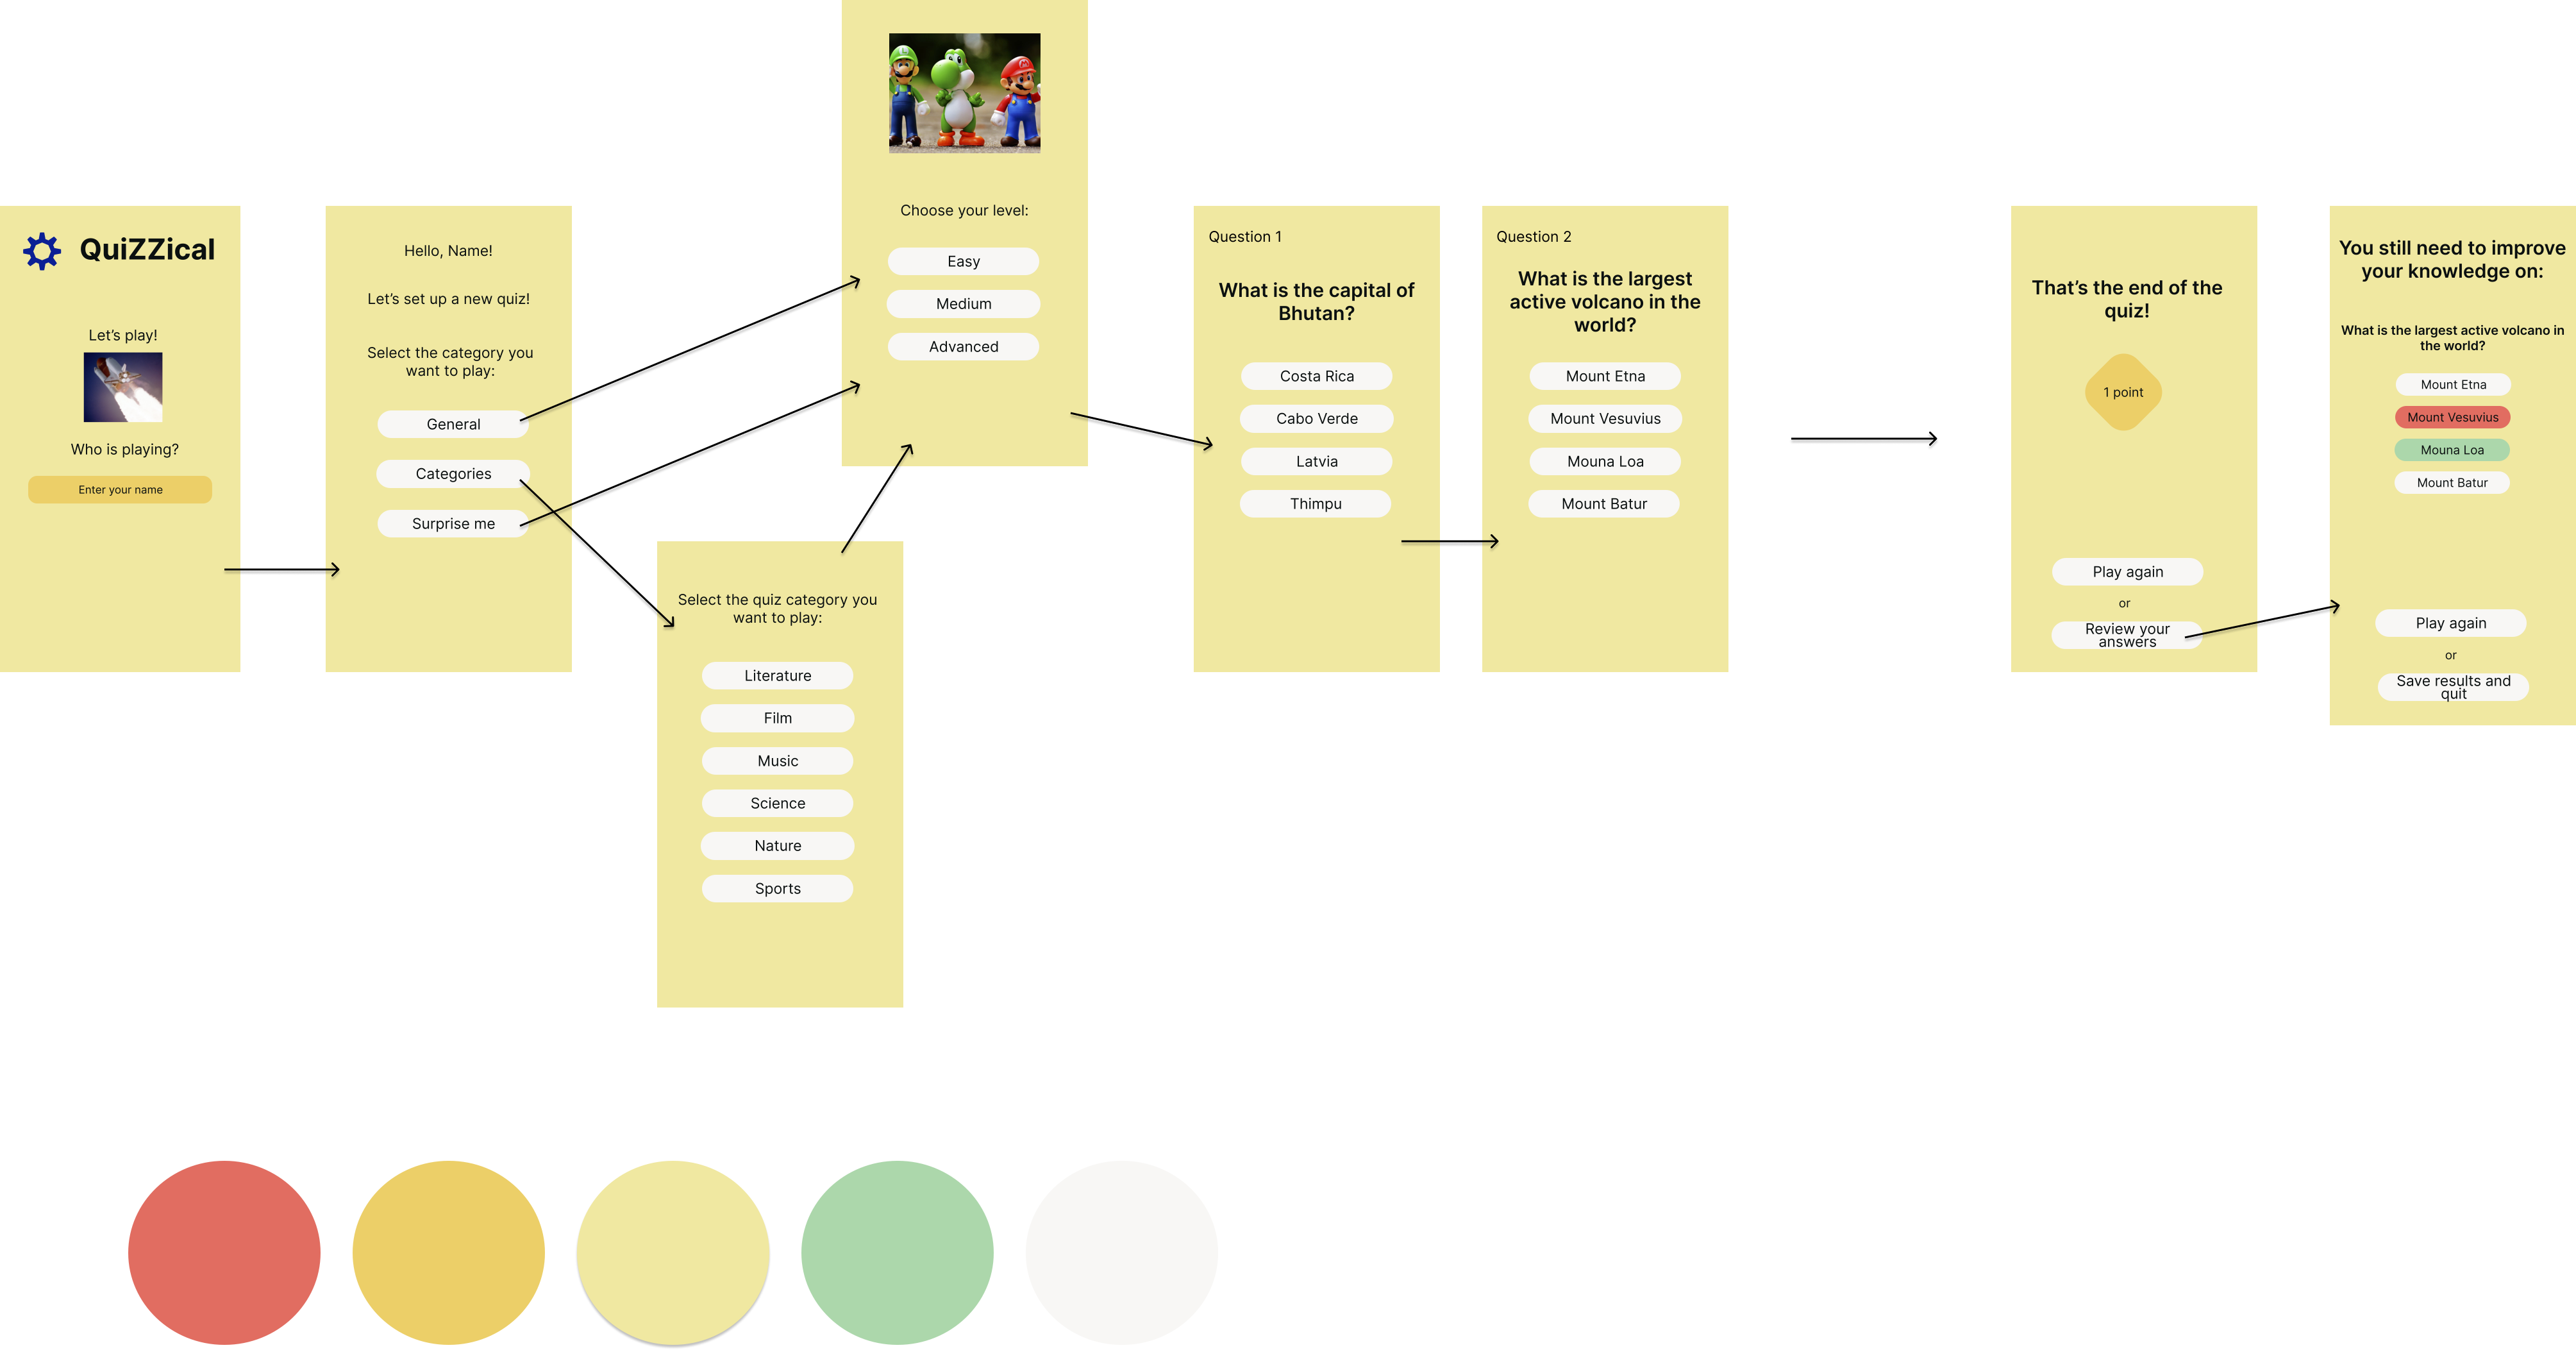 QuiZZical
Let's play!
Who is playing?
Enter your name
Hello, Name!
Let's set up a new quiz!
Select the category you
want to play:
General
Categories
Surprise me
Select the quiz category you
want to play:
Literature
Film
Music
Science
Nature
Sports
Choose your level:
Easy
Medium
Advanced
Question 1
What is the capital of
Bhutan?
Costa Rica
Cabo Verde
Latvia
Thimpu
Question 2
What is the largest
active volcano in the
world?
Mount Etna
Mount Vesuvius
Mouna Loa
Mount Batur
That's the end of the
quiz!
1 point
Play again
or
Review your
answers
You still need to improve
your knowledge on:
What is the largest active volcano in
the world?
Mount Etna
Mount Vesuvius
Mouna Loa
Mount Batur
Play again
or
Save results and
quit